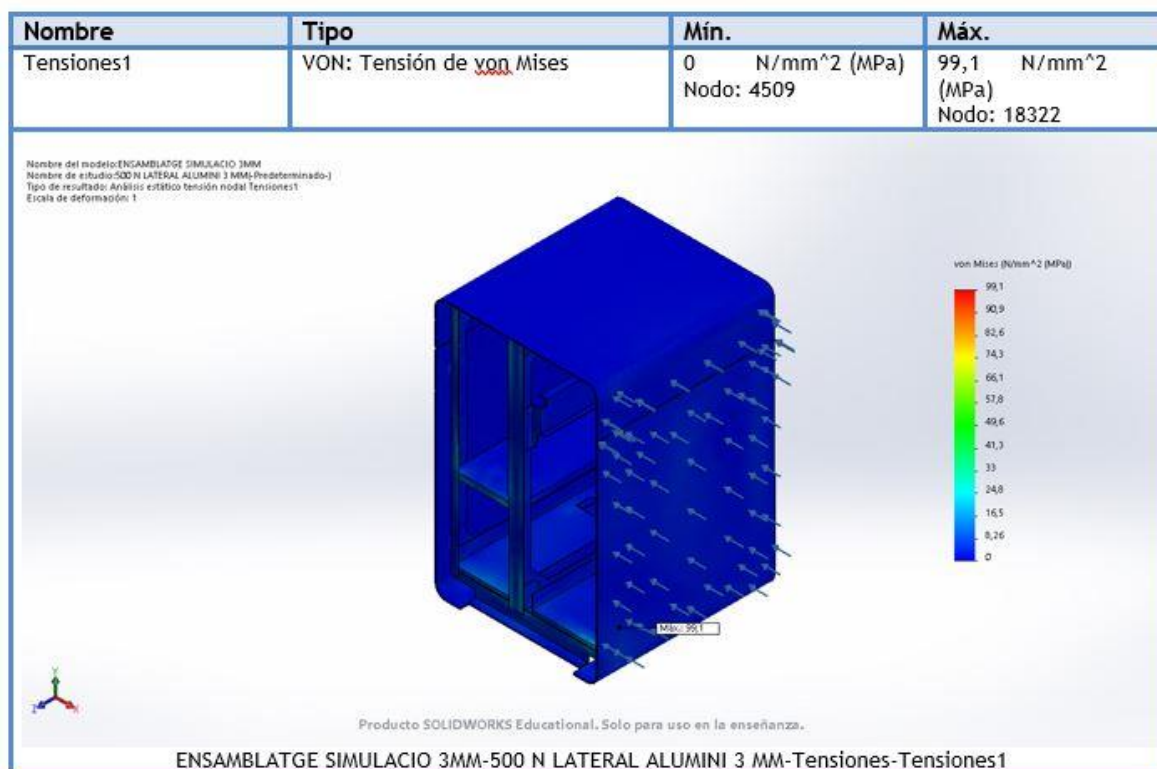 Nombre Tipo Mín. Máx.
Tensiones1 VON: Tensión de von Mises 0 N/mm^2 (MPa) 99,1 N/mm^2
Nodo: 4509 (MPa)
Nodo: 18322
Nombre del modelo:ENSAMBLATGE SIMULACIO 3MM
Nombre de estudio:500 N LATERAL ALUMINI 3 MM(-Predeterminado-)
Tipo de resultado: Análisis estático tensión nodal Tensiones1
Escala de deformación: 1
von Mises (N/mm^2 (MPa))
99,1
90,9
82,6
74,3
66,1
57,8
49,6
41,3
33
24,8
16,5
8,26
0
Máx.: 99,1
Y
Z X
Producto SOLIDWORKS Educational. Solo para uso en la enseñanza.
ENSAMBLATGE SIMULACIO 3MM-500 N LATERAL ALUMINI 3 MM-Tensiones-Tensiones1